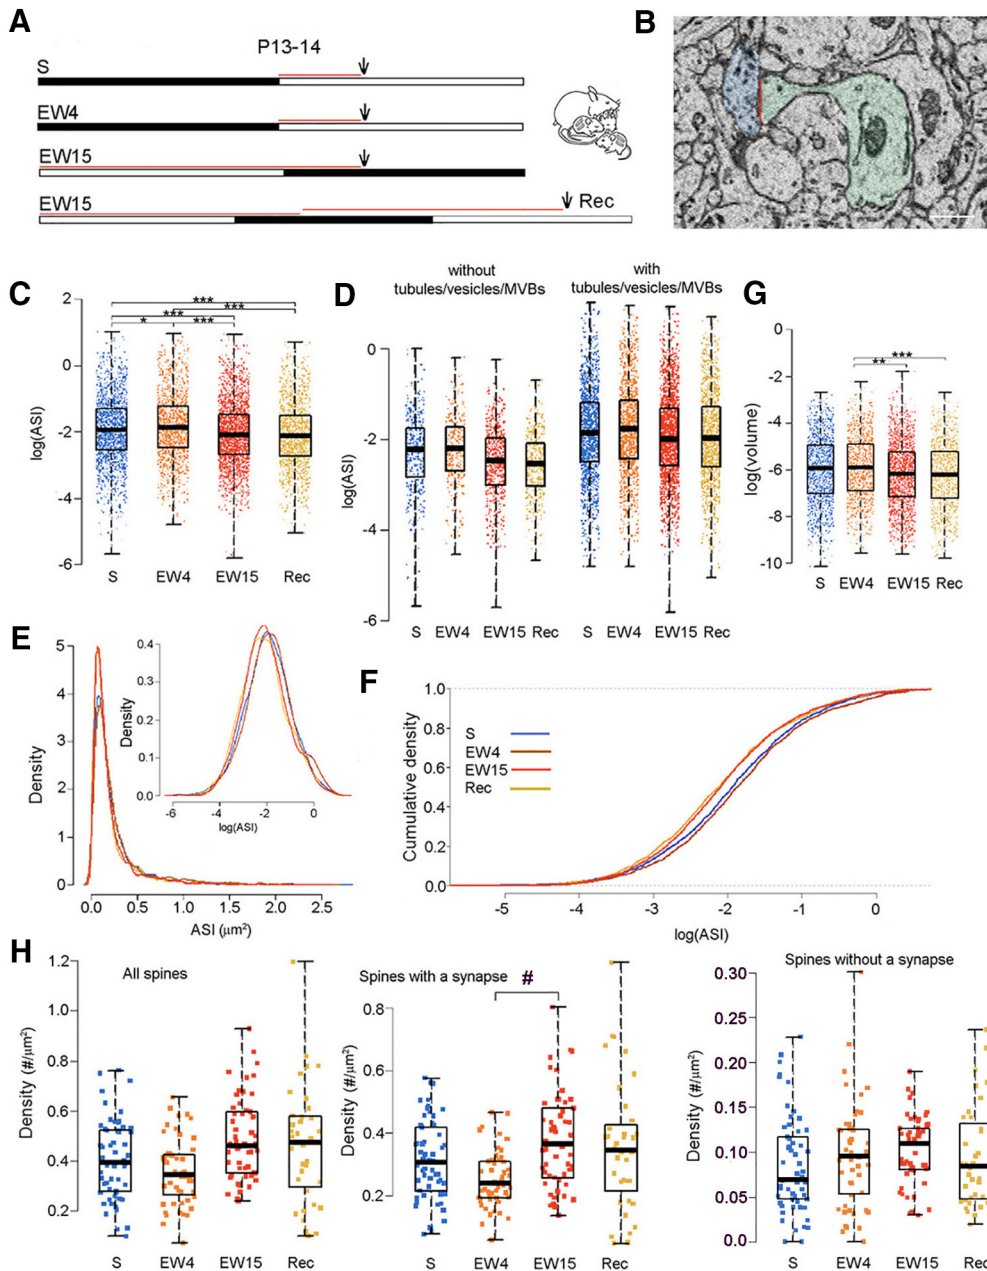 A
P13-14
S
EW4
EW15
EW15
Rec
B
C
2
0
-2
-4
-6
log(ASI)
***
***
***
*
***
S
EW4
EW15
Rec
D
without
tubules/vesicles/MVBs
with
tubules/vesicles/MVBs
0
-2
-4
-6
log(ASI)
S
EW4
EW15
Rec
S
EW4
EW15
Rec
G
0
-2
-4
-6
-8
-10
log(volume)
***
**
S
EW4
EW15
Rec
E
5
4
3
2
1
0
Density
0.0
0.5
1.0
1.5
2.0
2.5
ASI (μm²)
0.4
0.3
0.2
0.1
0.0
Density
-6
-4
-2
0
log(ASI)
F
1.0
0.8
0.6
0.4
0.2
0.0
Cumulative density
S
EW4
EW15
Rec
-5
-4
-3
-2
-1
0
log(ASI)
H
All spines
1.2
1.0
0.8
0.6
0.4
0.2
Density (#/μm²)
S
EW4
EW15
Rec
Spines with a synapse
#
0.8
0.6
0.4
0.2
Density (#/μm²)
S
EW4
EW15
Rec
Spines without a synapse
0.30
0.25
0.20
0.15
0.10
0.05
0.0
Density (#/μm²)
S
EW4
EW15
Rec